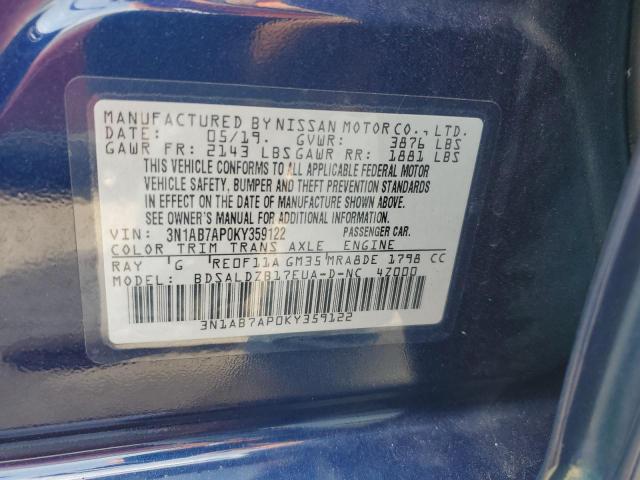 MANUFACTURED BY NISSAN MOTOR CO., LTD.
DATE: 05/19. GVWR: 3876 LBS
GAWR FR: 2143 LBS GAWR RR: 1881 LBS
THIS VEHICLE CONFORMS TO ALL APPLICABLE FEDERAL MOTOR
VEHICLE SAFETY, BUMPER AND THEFT PREVENTION STANDARDS
IN EFFECT ON THE DATE OF MANUFACTURE SHOWN ABOVE.
SEE OWNER'S MANUAL FOR ADDITIONAL INFORMATION.
VIN: 3N1AB7AP0KY359122 PASSENGER CAR.
COLOR TRIM TRANS AXLE ENGINE
RAY G RE0F11A GM35 MRA8DE 1798 CC
MODEL BDSALDZB17EUA-D-NC 4Z000
3N1AB7AP0KY359122